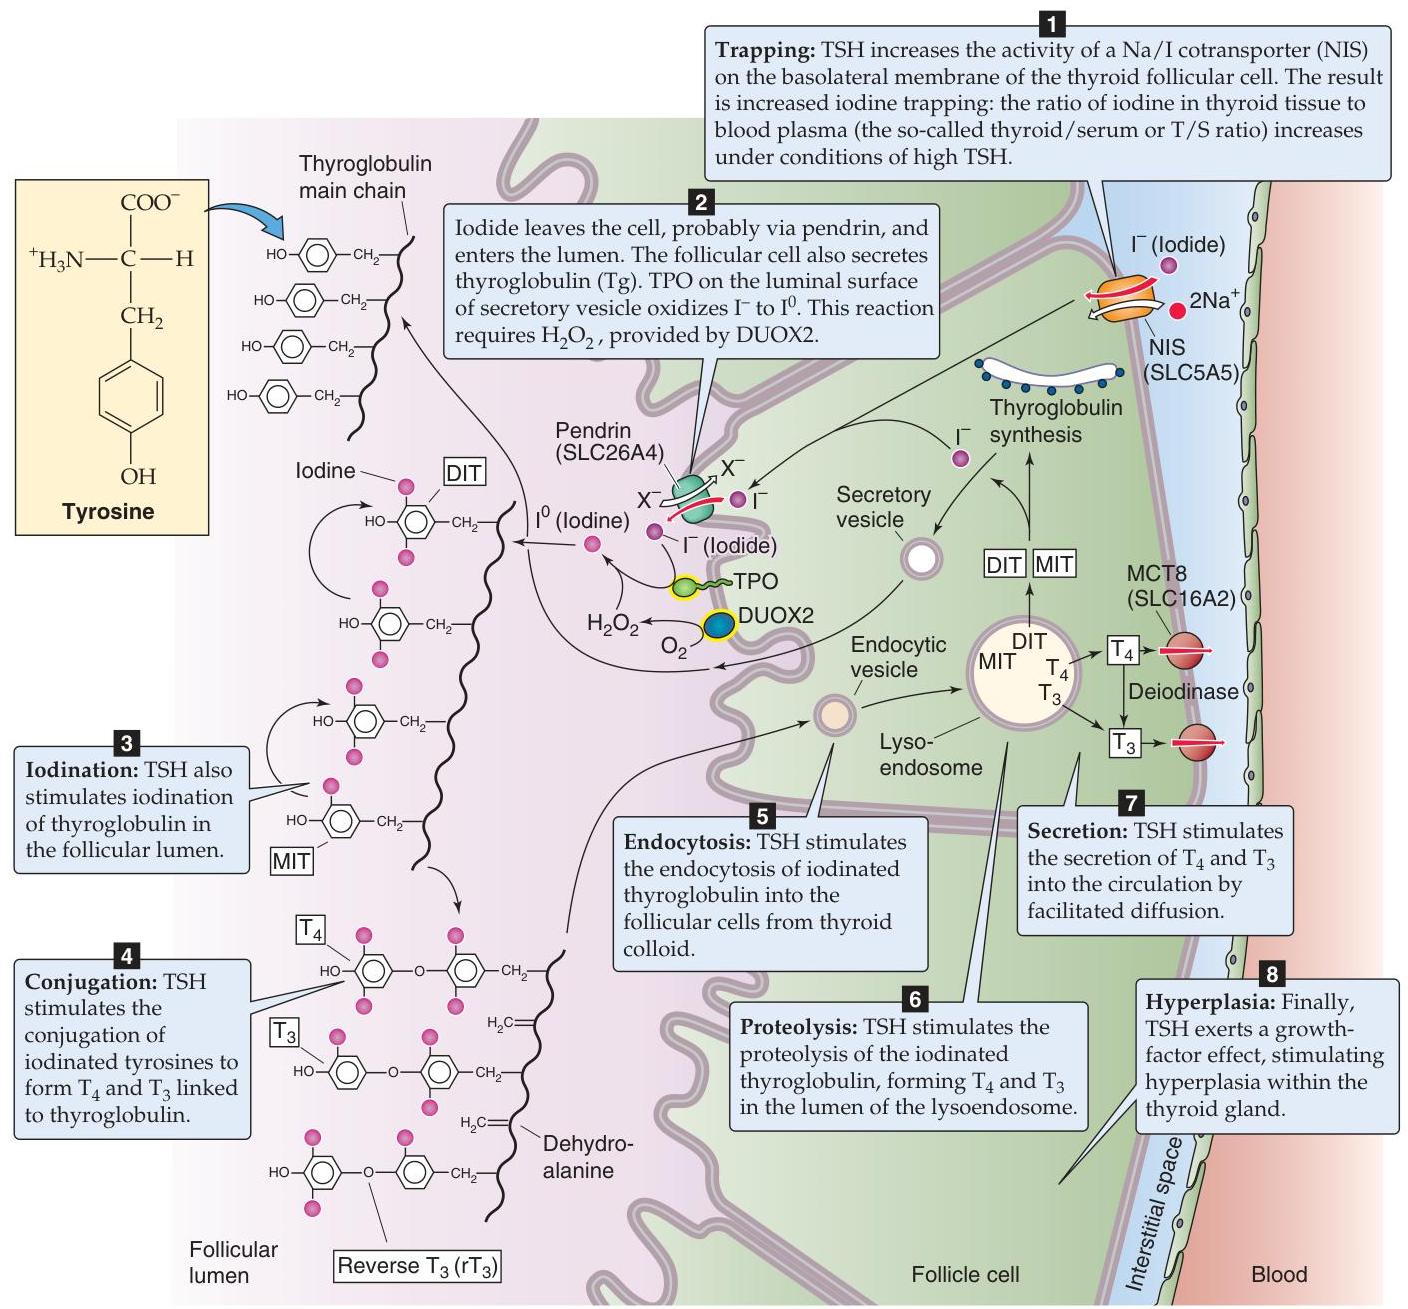 1
Trapping: TSH increases the activity of a Na/I cotransporter (NIS)
on the basolateral membrane of the thyroid follicular cell. The result
is increased iodine trapping: the ratio of iodine in thyroid tissue to
blood plasma (the so-called thyroid/serum or T/S ratio) increases
under conditions of high TSH.
Thyroglobulin
main chain
COO⁻
⁺H₃N—C—H
CH₂
OH
Tyrosine
HO CH₂
HO CH₂
HO CH₂
HO CH₂
2
Iodide leaves the cell, probably via pendrin, and
enters the lumen. The follicular cell also secretes
thyroglobulin (Tg). TPO on the luminal surface
of secretory vesicle oxidizes I⁻ to I⁰. This reaction
requires H₂O₂ , provided by DUOX2.
I⁻ (Iodide)
2Na⁺
NIS
(SLC5A5)
Thyroglobulin
synthesis
I⁻
Pendrin
(SLC26A4)
X⁻
X⁻
I⁻
I⁻ (Iodide)
I⁰ (Iodine)
Iodine
DIT
HO CH₂
HO CH₂
HO CH₂
HO CH₂
MIT
TPO
H₂O₂
DUOX2
O₂
Secretory
vesicle
DIT MIT
MCT8
(SLC16A2)
Endocytic
vesicle
DIT
MIT
T₄
T₃
T₄
Deiodinase
T₃
Lyso-
endosome
3
Iodination: TSH also
stimulates iodination
of thyroglobulin in
the follicular lumen.
4
Conjugation: TSH
stimulates the
conjugation of
iodinated tyrosines to
form T₄ and T₃ linked
to thyroglobulin.
T₄
HO O CH₂
H₂C
T₃
HO O CH₂
H₂C
Dehydro-
alanine
HO O CH₂
Reverse T₃ (rT₃)
5
Endocytosis: TSH stimulates
the endocytosis of iodinated
thyroglobulin into the
follicular cells from thyroid
colloid.
6
Proteolysis: TSH stimulates the
proteolysis of the iodinated
thyroglobulin, forming T₄ and T₃
in the lumen of the lysoendosome.
7
Secretion: TSH stimulates
the secretion of T₄ and T₃
into the circulation by
facilitated diffusion.
8
Hyperplasia: Finally,
TSH exerts a growth-
factor effect, stimulating
hyperplasia within the
thyroid gland.
Follicular
lumen
Follicle cell
Interstitial space
Blood